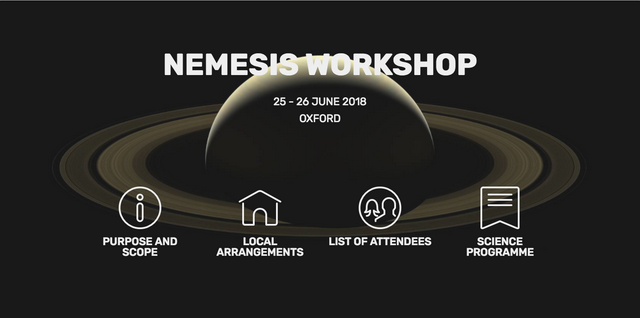 NEMESIS WORKSHOP
25 - 26 JUNE 2018
OXFORD
PURPOSE AND
SCOPE
LOCAL
ARRANGEMENTS
LIST OF ATTENDEES
SCIENCE
PROGRAMME